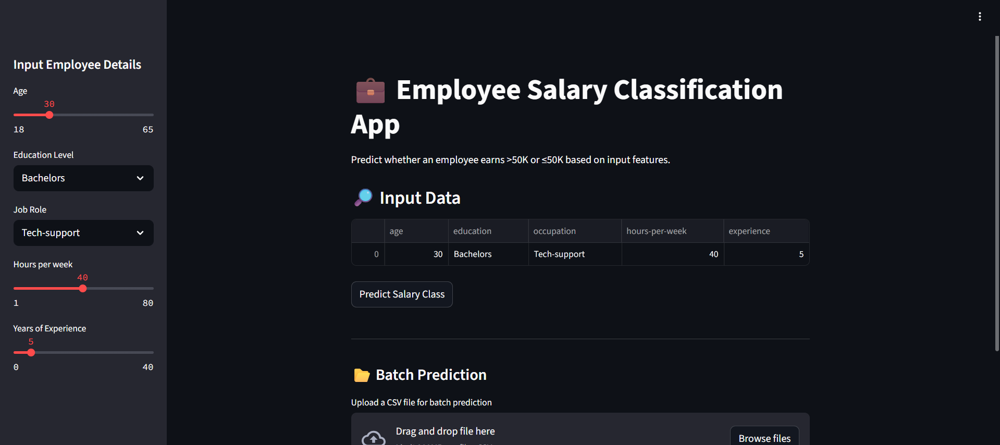 Input Employee Details
Age
30
18 65
Education Level
Bachelors
Job Role
Tech-support
Hours per week
40
1 80
Years of Experience
5
0 40
Employee Salary Classification
App
Predict whether an employee earns >50K or ≤50K based on input features.
Input Data
age education occupation hours-per-week experience
0 30 Bachelors Tech-support 40 5
Predict Salary Class
Batch Prediction
Upload a CSV file for batch prediction
Drag and drop file here
Browse files